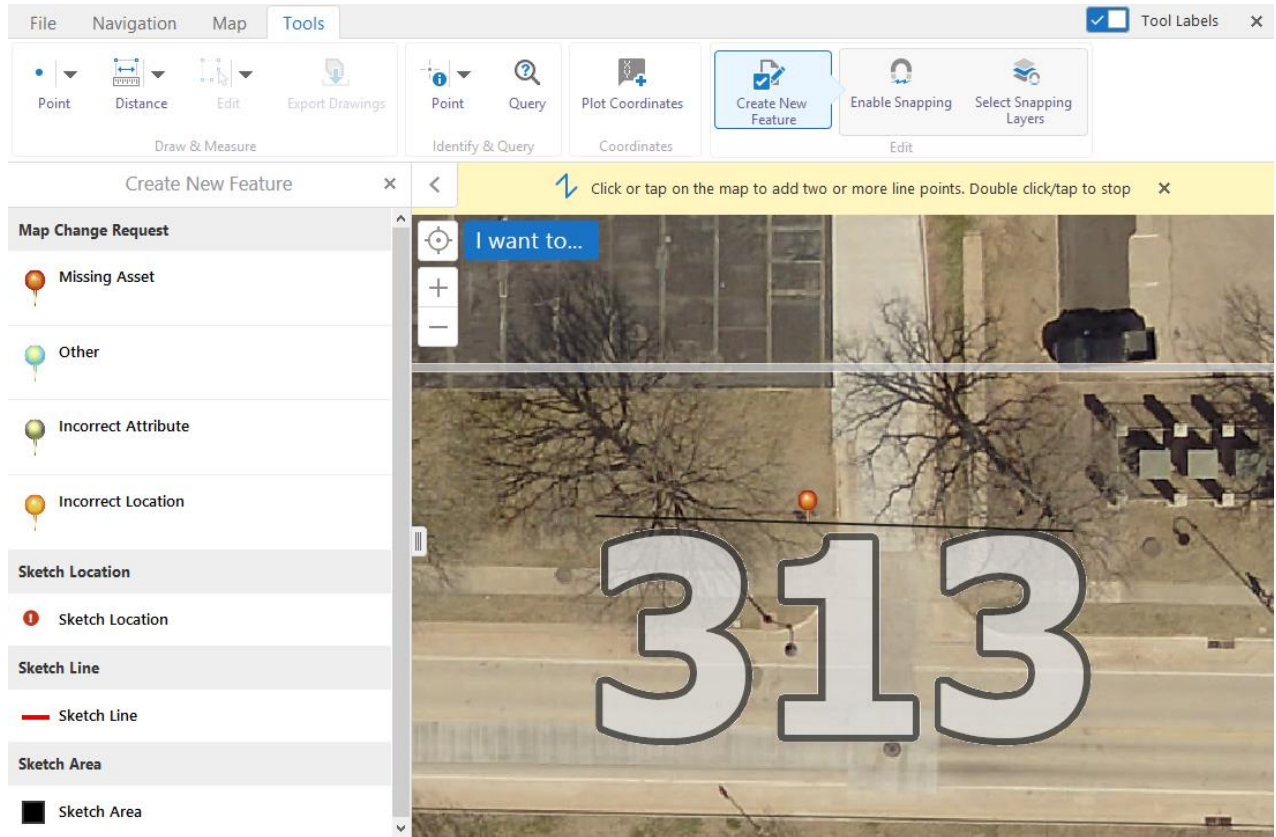 File Navigation Map Tools Tool Labels
Point Distance Edit Export Drawings Point Query Plot Coordinates Create New Feature Enable Snapping Select Snapping Layers
Draw & Measure Identify & Query Coordinates Edit
Create New Feature
Click or tap on the map to add two or more line points. Double click/tap to stop
Map Change Request
I want to...
Missing Asset
Other
Incorrect Attribute
Incorrect Location
313
Sketch Location
Sketch Location
Sketch Line
Sketch Line
Sketch Area
Sketch Area